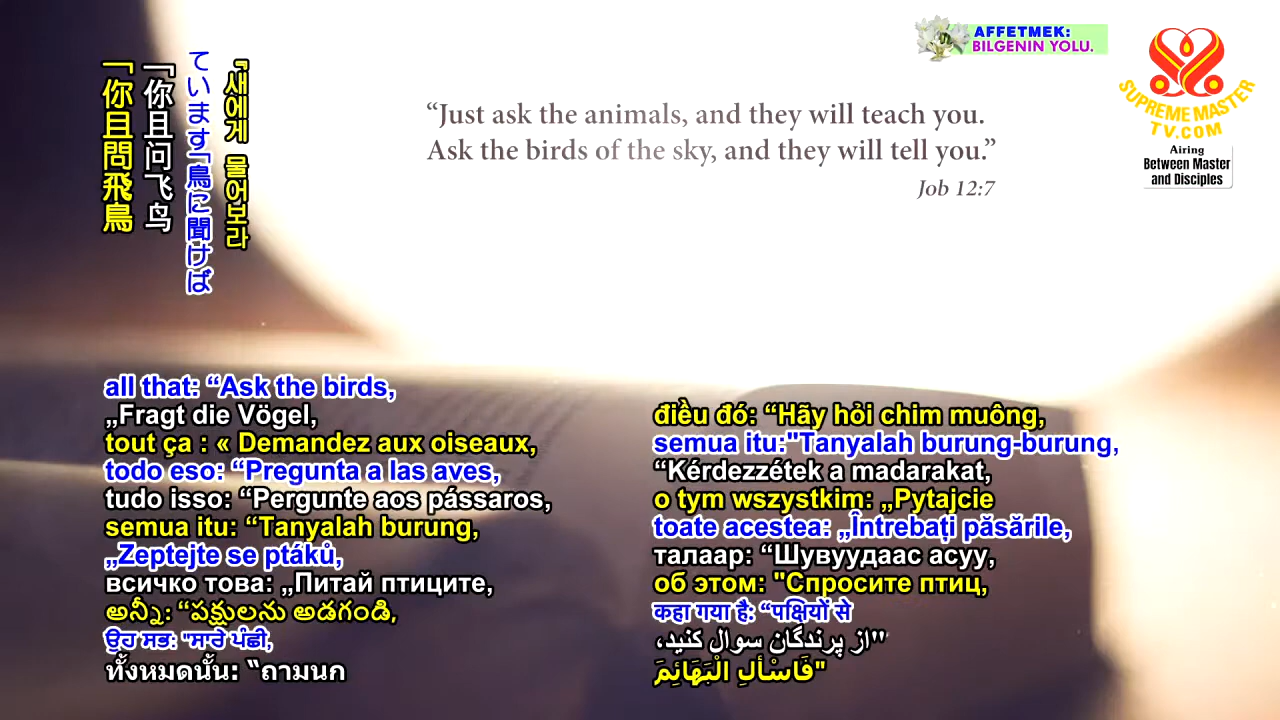 AFFETMEK:
BILGENIN YOLU.
SUPREME MASTER
TV.COM
Airing
Between Master
and Disciples
“Just ask the animals, and they will teach you.
Ask the birds of the sky, and they will tell you.”
Job 12:7
『새에게 물어보라
ています「鳥に聞けば
「你且问飞鸟
「你且問飛鳥
all that: “Ask the birds,
„Fragt die Vögel,
tout ça : « Demandez aux oiseaux,
todo eso: “Pregunta a las aves,
tudo isso: “Pergunte aos pássaros,
semua itu: “Tanyalah burung,
„Zeptejte se ptáků,
всичко това: „Питай птиците,
అన్నీ: “పక్షులను అడగండి,
ਉਹ ਸਭ: "ਸਾਰੇ ਪੰਛੀ,
ทั้งหมดนั้น: “ถามนก
điều đó: “Hãy hỏi chim muông,
semua itu:"Tanyalah burung-burung,
“Kérdezzétek a madarakat,
o tym wszystkim: „Pytajcie
toate acestea: „Întrebați păsările,
талаар: “Шувуудаас асуу,
об этом: "Спросите птиц,
कहा गया है: “पक्षियों से
"از پرندگان سوال کنید،
"فَاسْأَلِ الْبَهَائِمَ